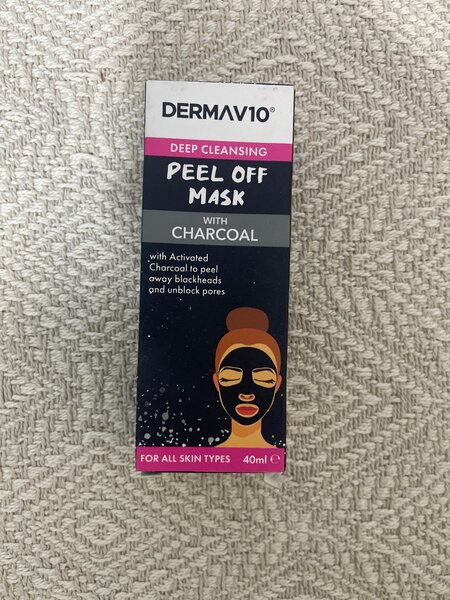 DERMAV10®
DEEP CLEANSING
PEEL OFF
MASK
WITH
CHARCOAL
with Activated
Charcoal to peel
away blackheads
and unblock pores
FOR ALL SKIN TYPES 40ml ℮